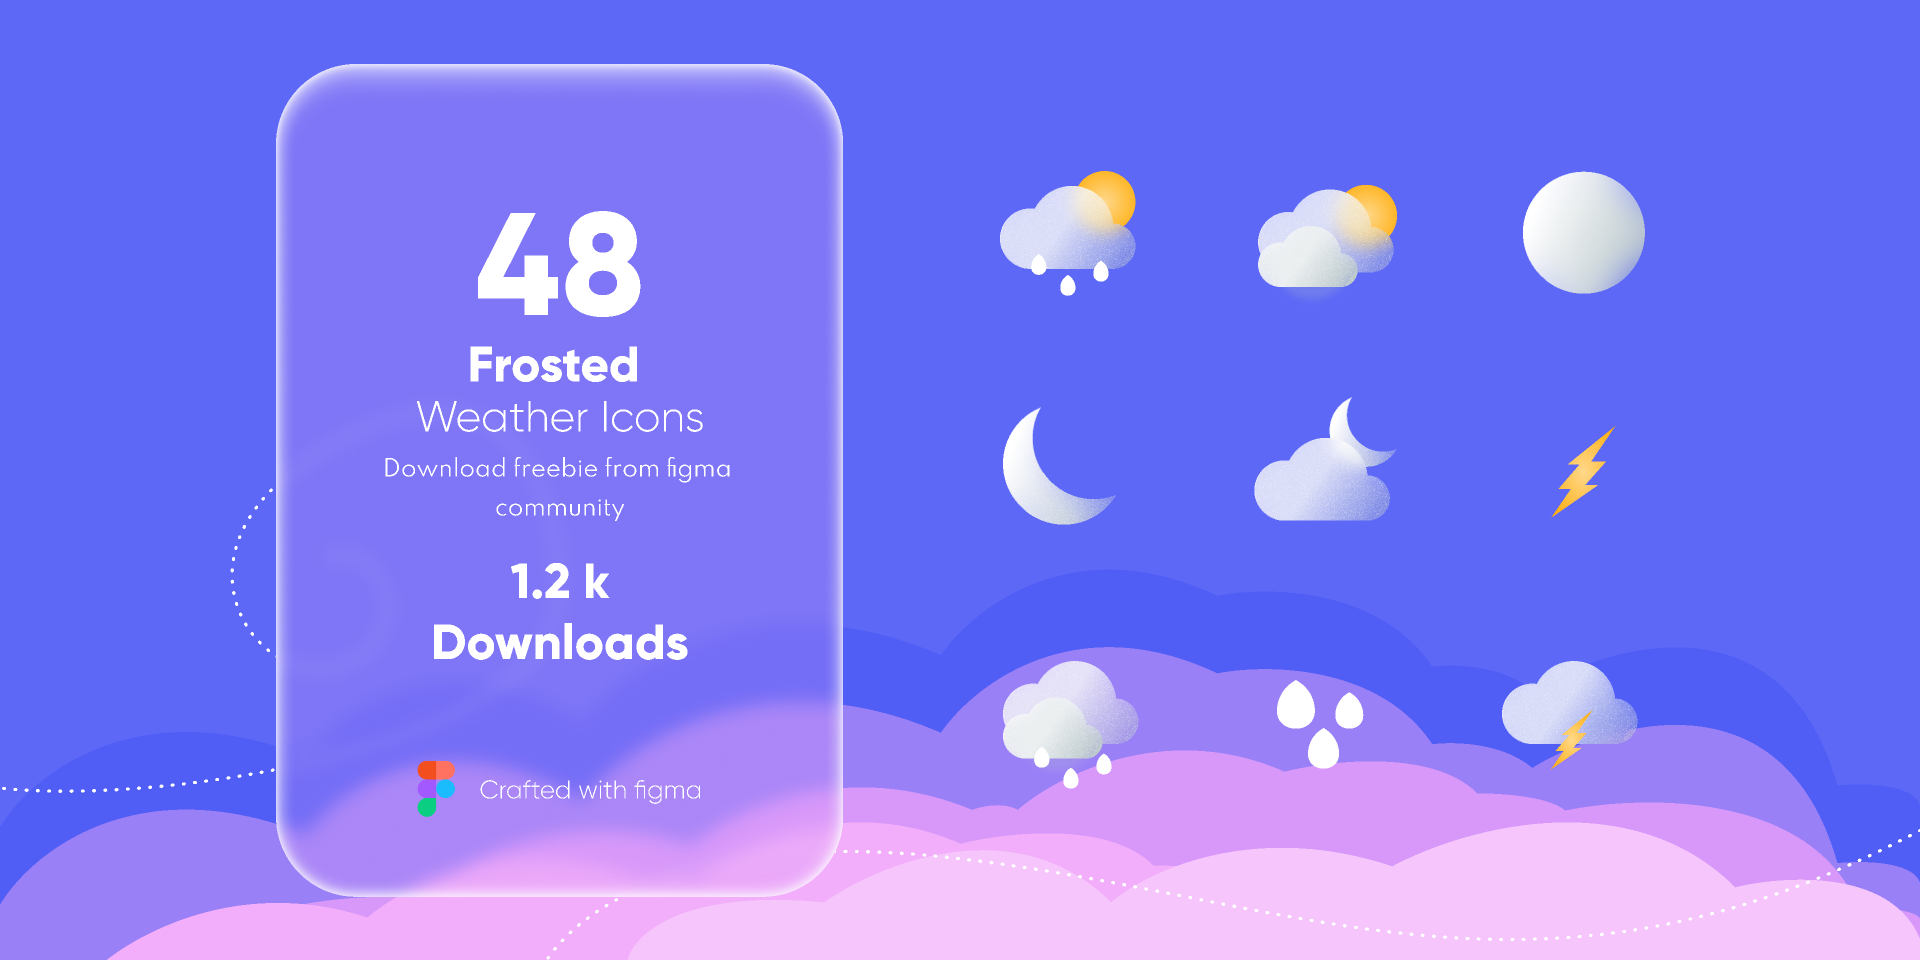 48
Frosted
Weather Icons
Download freebie from figma
community
1.2 k
Downloads
Crafted with figma